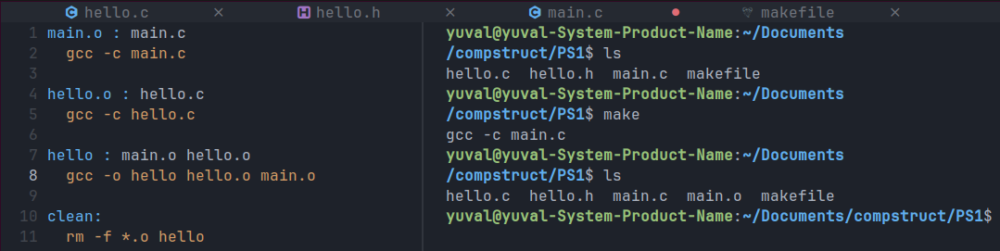 hello.c × hello.h × main.c makefile ×
1 main.o : main.c
2 gcc -c main.c
3
4 hello.o : hello.c
5 gcc -c hello.c
6
7 hello : main.o hello.o
8 gcc -o hello hello.o main.o
9
10 clean:
11 rm -f *.o hello
yuval@yuval-System-Product-Name:~/Documents
/compstruct/PS1$ ls
hello.c hello.h main.c makefile
yuval@yuval-System-Product-Name:~/Documents
/compstruct/PS1$ make
gcc -c main.c
yuval@yuval-System-Product-Name:~/Documents
/compstruct/PS1$ ls
hello.c hello.h main.c main.o makefile
yuval@yuval-System-Product-Name:~/Documents/compstruct/PS1$